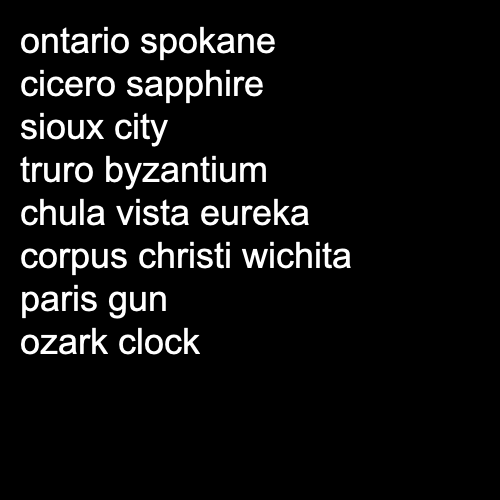 ontario spokane
cicero sapphire
sioux city
truro byzantium
chula vista eureka
corpus christi wichita
paris gun
ozark clock